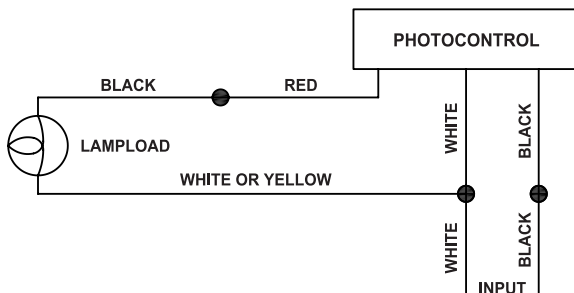 PHOTOCONTROL
BLACK
RED
LAMPLOAD
WHITE
BLACK
WHITE OR YELLOW
WHITE
BLACK
INPUT